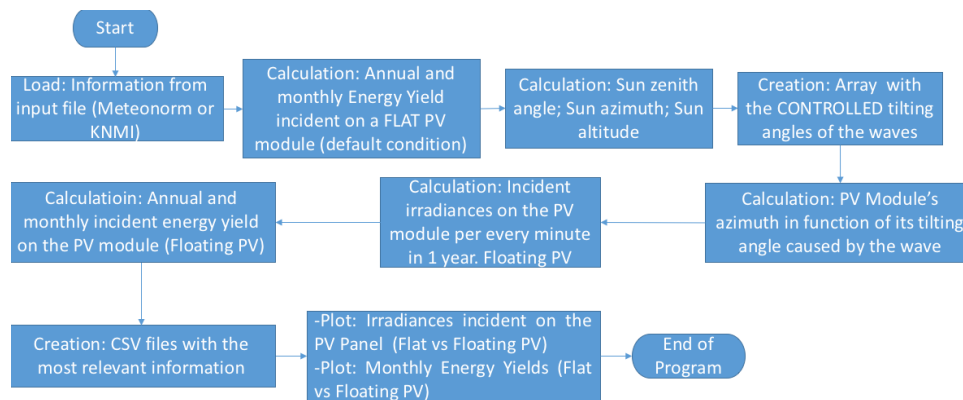 Start
Load: Information from
input file (Meteonorm or
KNMI)
Calculation: Annual and
monthly Energy Yield
incident on a FLAT PV
module (default condition)
Calculation: Sun zenith
angle; Sun azimuth; Sun
altitude
Creation: Array with
the CONTROLLED tilting
angles of the waves
Calculation: PV Module's
azimuth in function of its tilting
angle caused by the wave
Calculation: Incident
irradiances on the PV
module per every minute
in 1 year. Floating PV
Calculatioin: Annual and
monthly incident energy yield
on the PV module (Floating PV)
Creation: CSV files with the
most relevant information
-Plot: Irradiances incident on the
PV Panel (Flat vs Floating PV)
-Plot: Monthly Energy Yields (Flat
vs Floating PV)
End of
Program